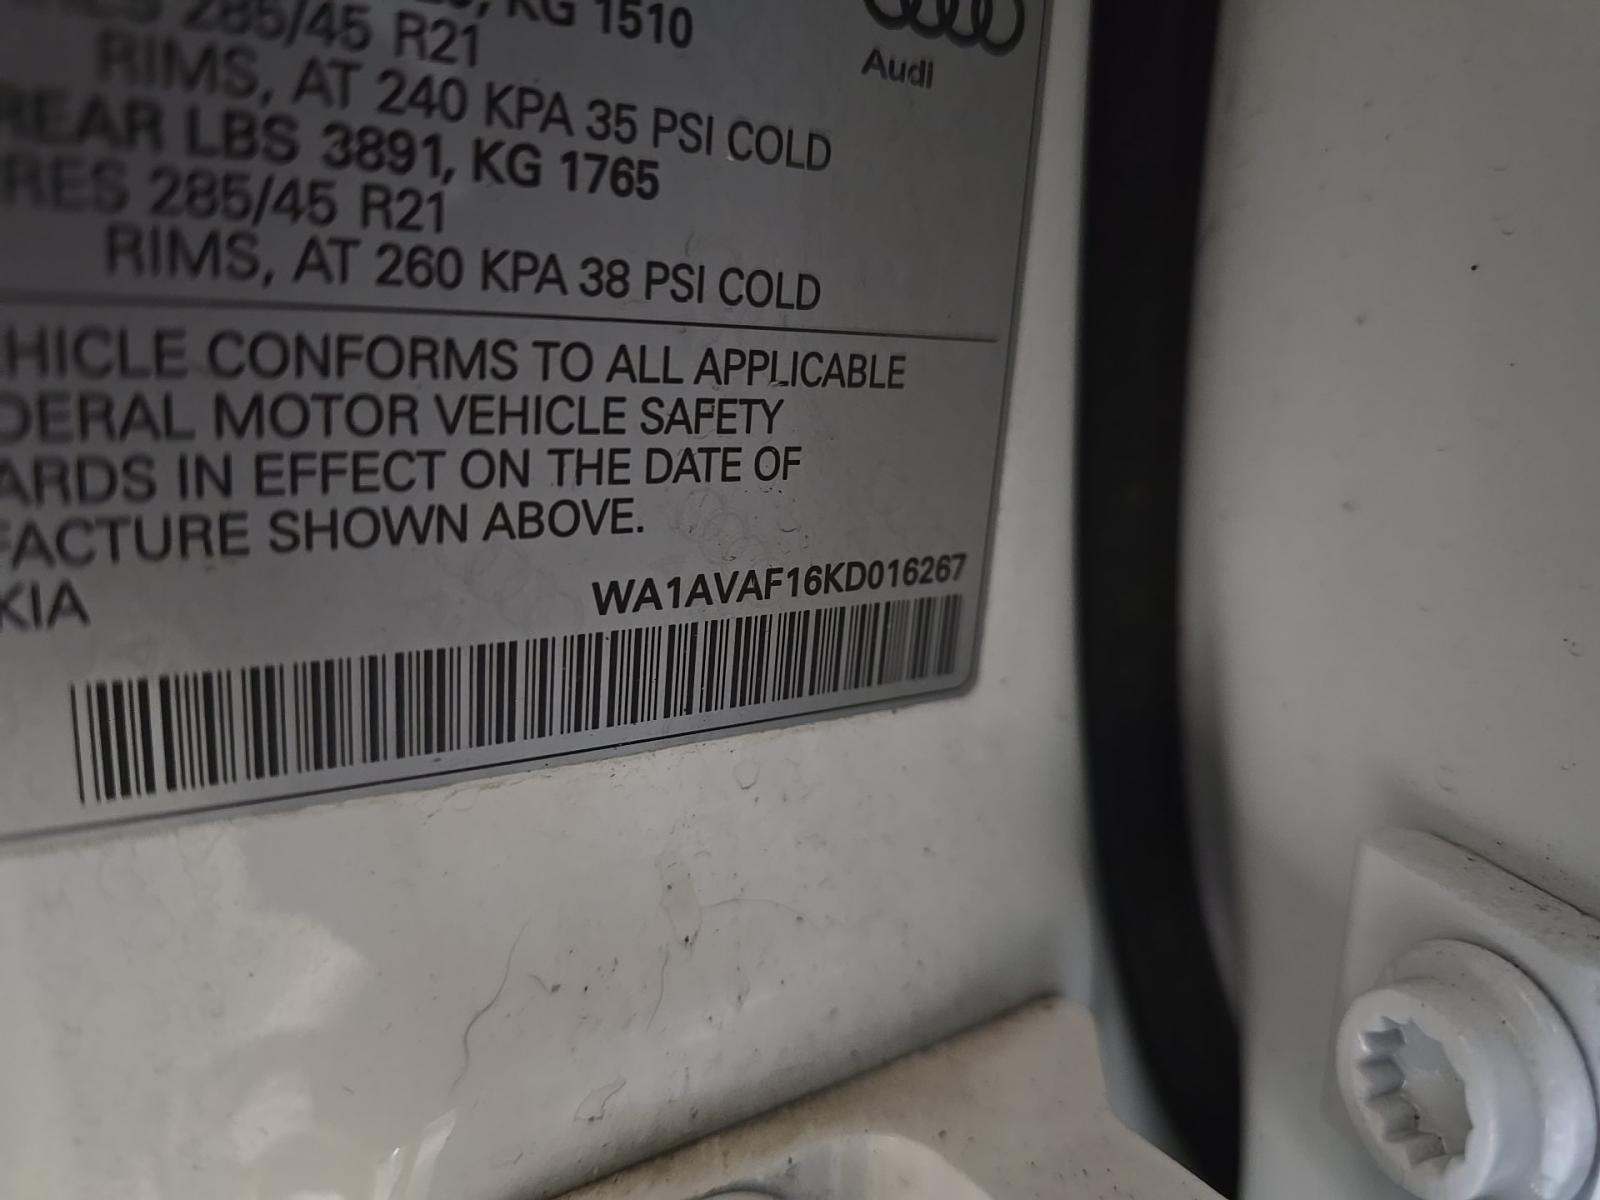 KG 1510
285/45 R21
Audi
RIMS, AT 240 KPA 35 PSI COLD
REAR LBS 3891, KG 1765
RES 285/45 R21
RIMS, AT 260 KPA 38 PSI COLD
HICLE CONFORMS TO ALL APPLICABLE
DERAL MOTOR VEHICLE SAFETY
ARDS IN EFFECT ON THE DATE OF
FACTURE SHOWN ABOVE.
KIA
WA1AVAF16KD016267